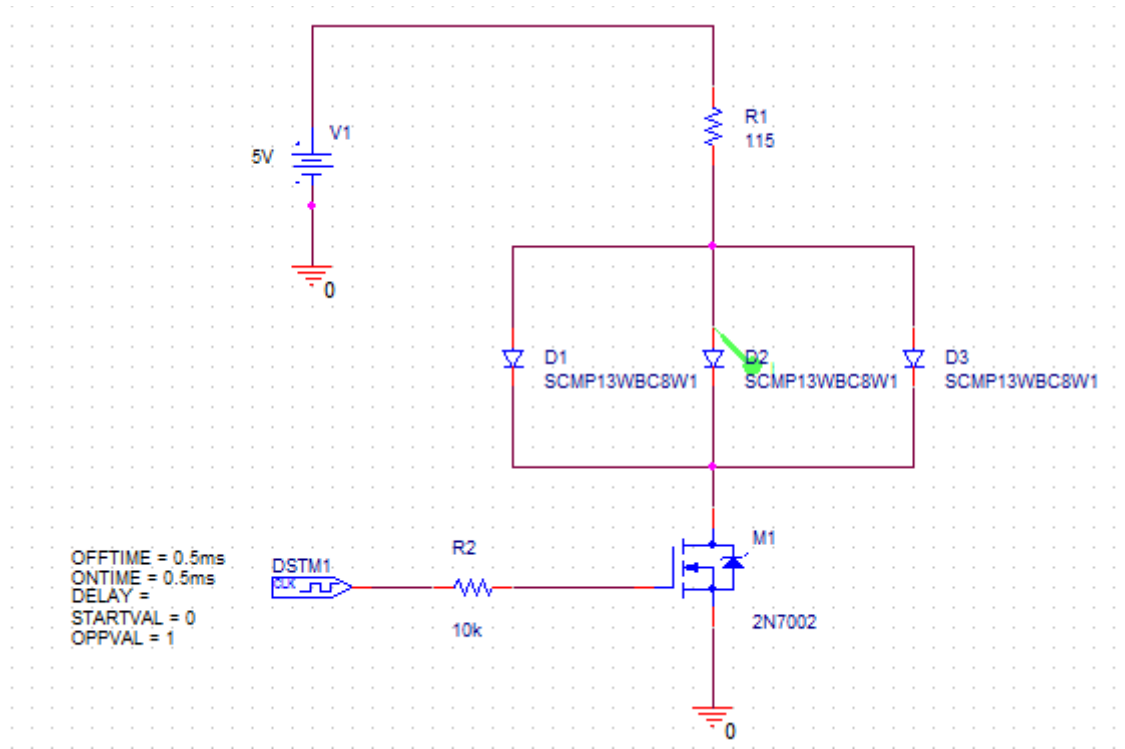 R1
115
V1
5V
0
D1
SCMP13WBC8W1
D2
SCMP13WBC8W1
D3
SCMP13WBC8W1
M1
2N7002
R2
10k
DSTM1
CLK
OFFTIME = 0.5ms
ONTIME = 0.5ms
DELAY =
STARTVAL = 0
OPPVAL = 1
0